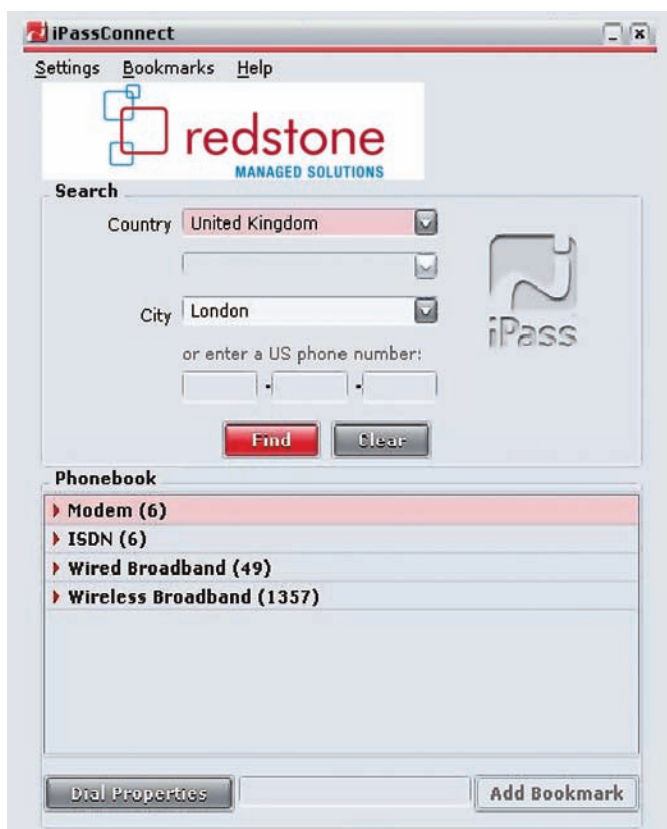 iPassConnect
Settings Bookmarks Help
redstone
MANAGED SOLUTIONS
Search
Country United Kingdom
City London
iPass
or enter a US phone number:
Find Clear
Phonebook
Modem (6)
ISDN (6)
Wired Broadband (49)
Wireless Broadband (1357)
Dial Properties Add Bookmark